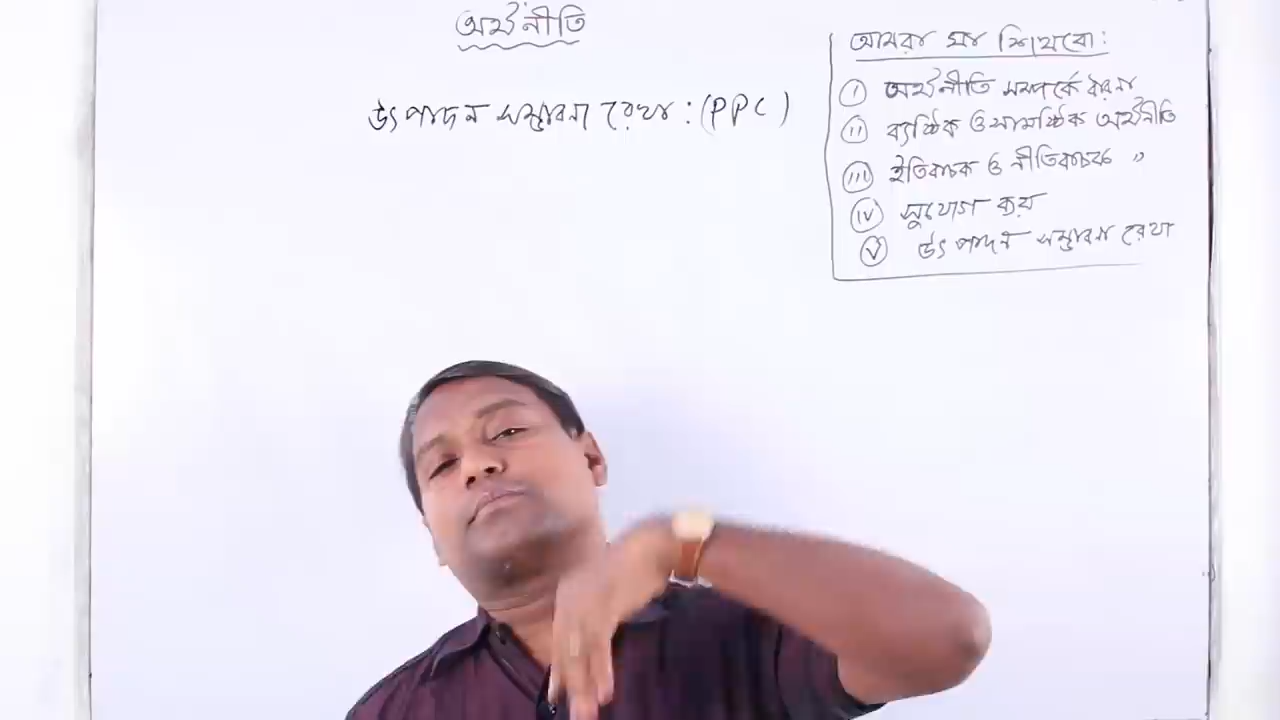 অর্থনীতি
উৎপাদন সম্ভাবনা রেখা : (PPC)
আমরা যা শিখবো :
i অর্থনীতি সম্পর্কে ধারনা
ii ব্যষ্টিক ও সামষ্টিক অর্থনীতি
iii ইতিবাচক ও নীতিবাচক "
iv সুযোগ ব্যয়
v উৎপাদন সম্ভাবনা রেখা